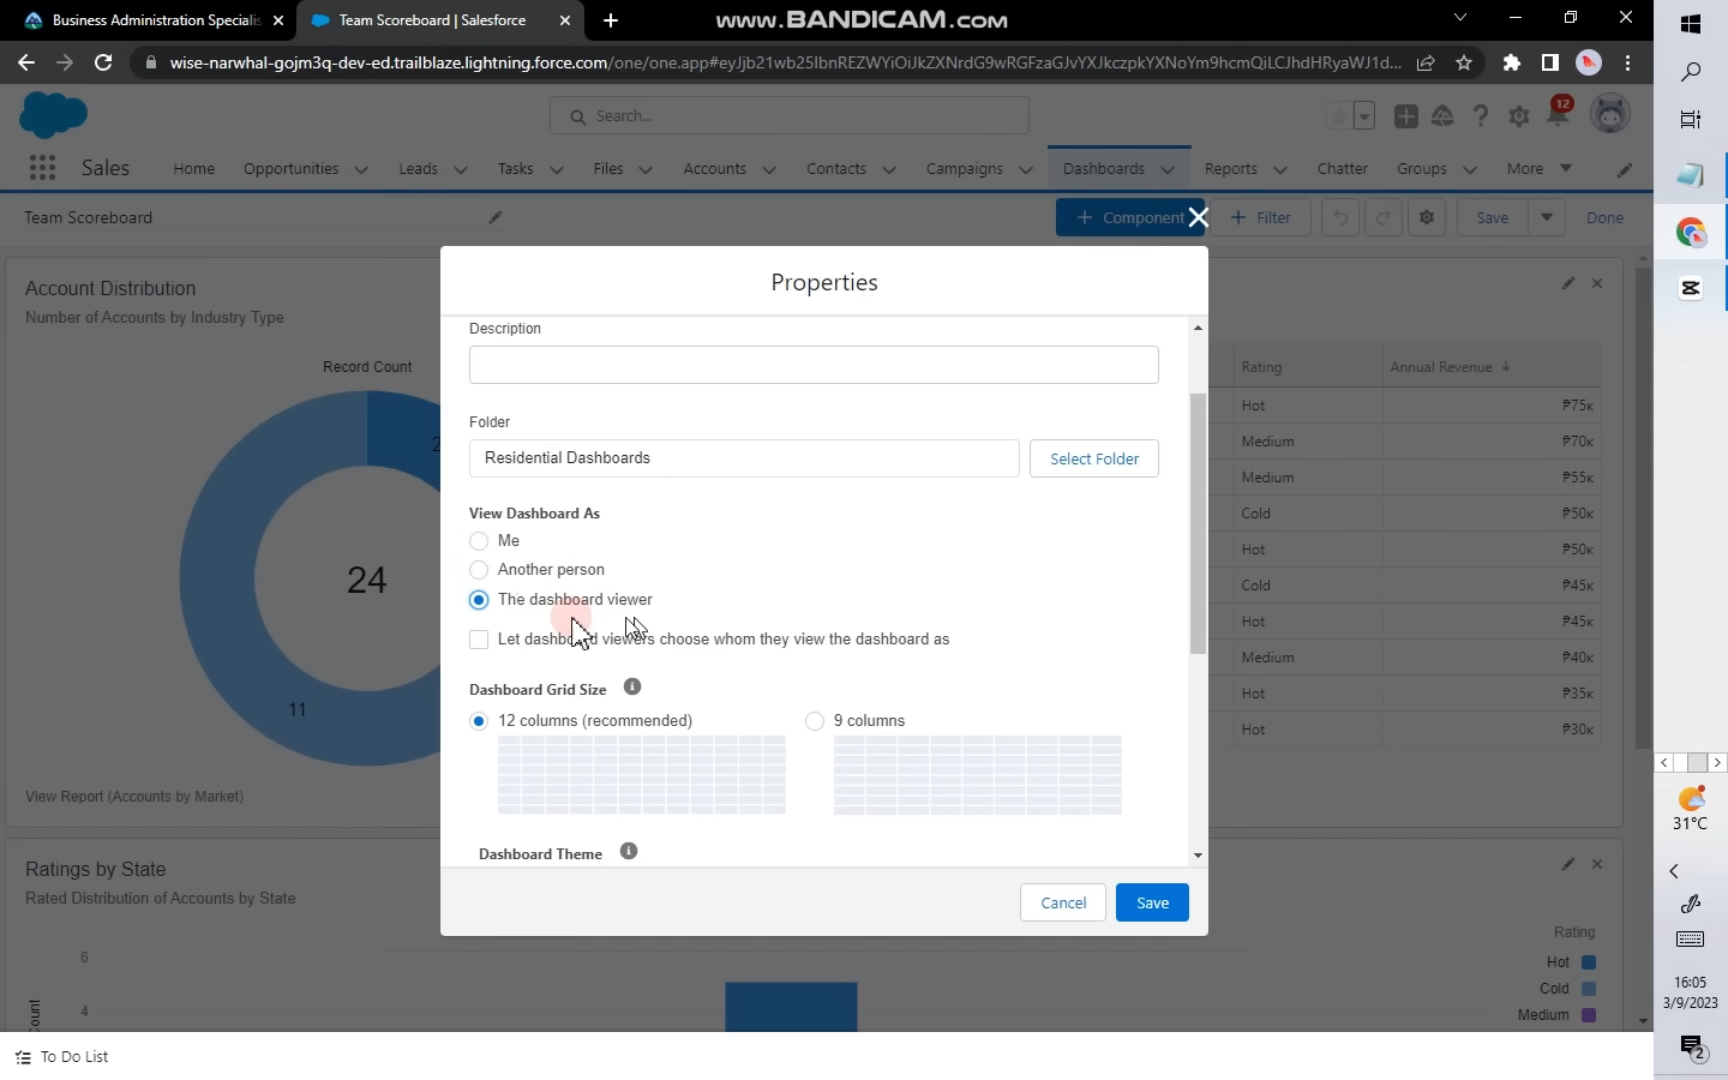 Business Administration Specialis
Team Scoreboard | Salesforce
www.BANDICAM.com
wise-narwhal-gojm3q-dev-ed.trailblaze.lightning.force.com/one/one.app#eyJjb21wb25lbnREZWYiOiJkZXNrdG9wRGFzaGJvYXJkczpkYXNoYm9hcmQiLCJhdHRyaWJ1d...
Search...
12
Sales
Home
Opportunities
Leads
Tasks
Files
Accounts
Contacts
Campaigns
Dashboards
Reports
Chatter
Groups
More
Team Scoreboard
+ Component
+ Filter
Save
Done
Account Distribution
Number of Accounts by Industry Type
Record Count
24
11
View Report (Accounts by Market)
Properties
Description
Folder
Residential Dashboards
Select Folder
View Dashboard As
Me
Another person
The dashboard viewer
Let dashboard viewers choose whom they view the dashboard as
Dashboard Grid Size
12 columns (recommended)
9 columns
Dashboard Theme
Cancel
Save
Rating Annual Revenue ↓
Hot ₱75K
Medium ₱70K
Medium ₱55K
Cold ₱50K
Hot ₱50K
Cold ₱45K
Hot ₱45K
Medium ₱40K
Hot ₱35K
Hot ₱30K
Ratings by State
Rated Distribution of Accounts by State
6
4
Rating
Hot
Cold
Medium
To Do List
31°C
16:05
3/9/2023
2